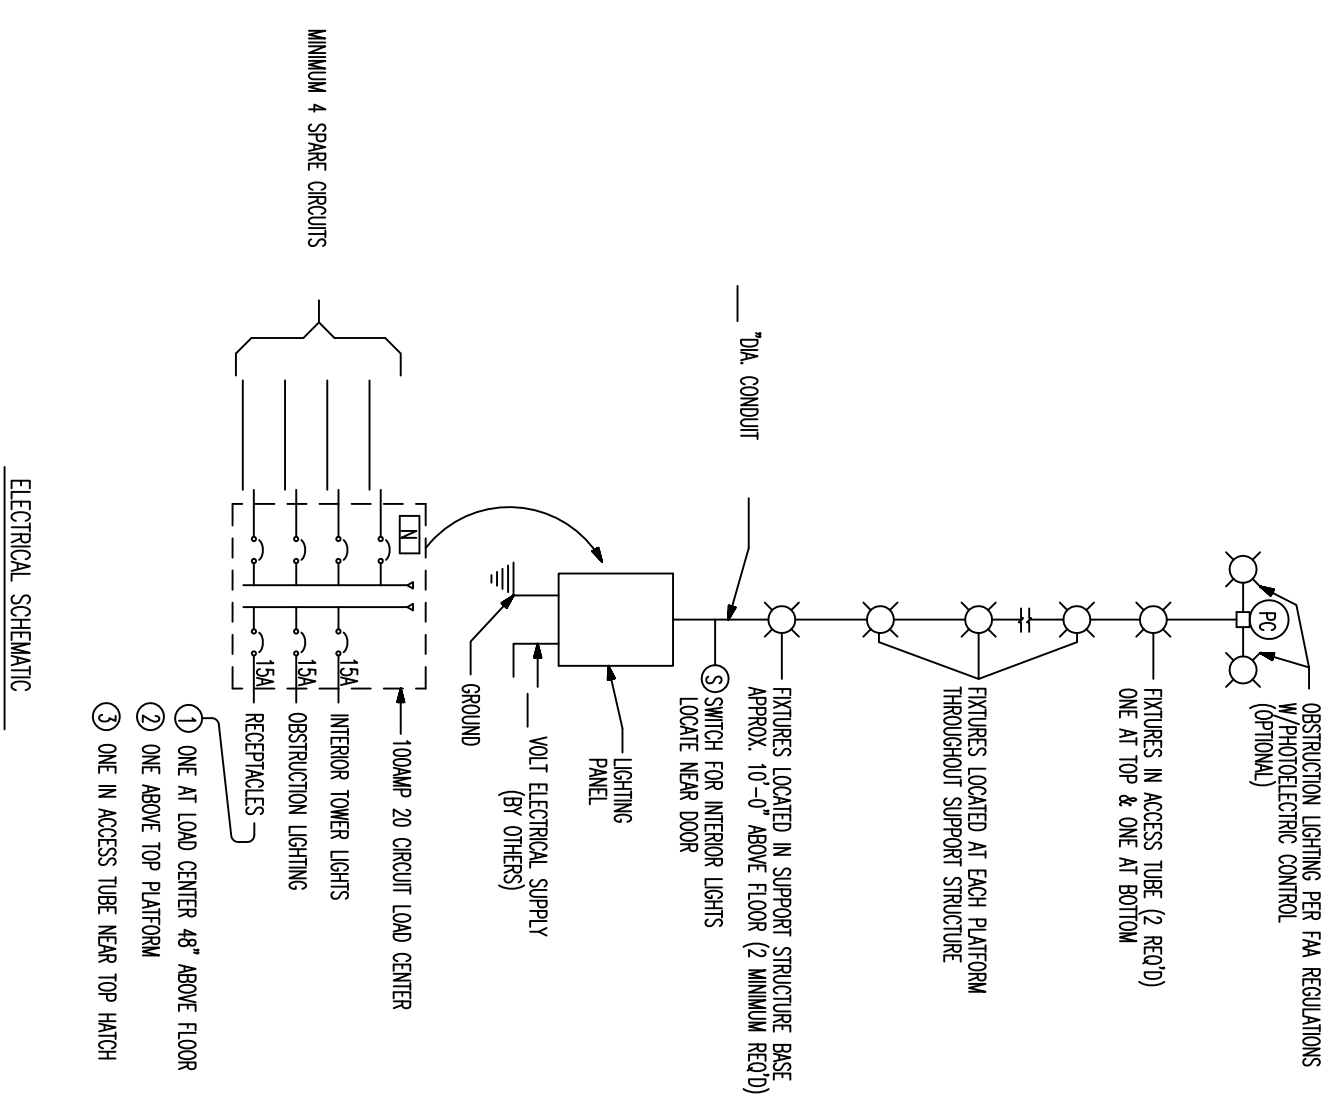 OBSTRUCTION LIGHTING PER FAA REGULATIONS
W/PHOTOELECTRIC CONTROL
(OPTIONAL)
PC
FIXTURES IN ACCESS TUBE (2 REQ'D)
ONE AT TOP & ONE AT BOTTOM
FIXTURES LOCATED AT EACH PLATFORM
THROUGHOUT SUPPORT STRUCTURE
FIXTURES LOCATED IN SUPPORT STRUCTURE BASE
APPROX. 10'-0" ABOVE FLOOR (2 MINIMUM REQ'D)
"DIA. CONDUIT
S
SWITCH FOR INTERIOR LIGHTS
LOCATE NEAR DOOR
LIGHTING
PANEL
VOLT ELECTRICAL SUPPLY
(BY OTHERS)
GROUND
MINIMUM 4 SPARE CIRCUITS
N
100AMP 20 CIRCUIT LOAD CENTER
15A
INTERIOR TOWER LIGHTS
15A
OBSTRUCTION LIGHTING
15A
RECEPTACLES
1 ONE AT LOAD CENTER 48" ABOVE FLOOR
2 ONE ABOVE TOP PLATFORM
3 ONE IN ACCESS TUBE NEAR TOP HATCH
ELECTRICAL SCHEMATIC